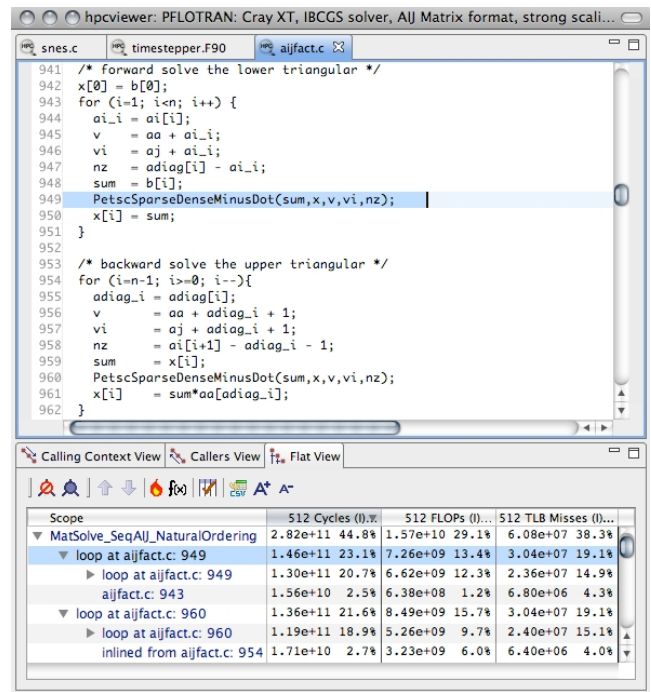 hpcviewer: PFLOTRAN: Cray XT, IBCGS solver, AIJ Matrix format, strong scali...
snes.c timestepper.F90 aijfact.c
941 /* forward solve the lower triangular */
942 x[0] = b[0];
943 for (i=1; i<n; i++) {
944 ai_i = ai[i];
945 v = aa + ai_i;
946 vi = aj + ai_i;
947 nz = adiag[i] - ai_i;
948 sum = b[i];
949 PetscSparseDenseMinusDot(sum,x,v,vi,nz);
950 x[i] = sum;
951 }
952
953 /* backward solve the upper triangular */
954 for (i=n-1; i>=0; i--){
955 adiag_i = adiag[i];
956 v = aa + adiag_i + 1;
957 vi = aj + adiag_i + 1;
958 nz = ai[i+1] - adiag_i - 1;
959 sum = x[i];
960 PetscSparseDenseMinusDot(sum,x,v,vi,nz);
961 x[i] = sum*aa[adiag_i];
962 }
Calling Context View Callers View Flat View
f(x) CSV A+ A-
Scope 512 Cycles (I). 512 FLOPs (I)... 512 TLB Misses (I)...
MatSolve_SeqAIJ_NaturalOrdering 2.82e+11 44.8% 1.57e+10 29.1% 6.08e+07 38.3%
loop at aijfact.c: 949 1.46e+11 23.1% 7.26e+09 13.4% 3.04e+07 19.1%
loop at aijfact.c: 949 1.30e+11 20.7% 6.62e+09 12.3% 2.36e+07 14.9%
aijfact.c: 943 1.56e+10 2.5% 6.38e+08 1.2% 6.80e+06 4.3%
loop at aijfact.c: 960 1.36e+11 21.6% 8.49e+09 15.7% 3.04e+07 19.1%
loop at aijfact.c: 960 1.19e+11 18.9% 5.26e+09 9.7% 2.40e+07 15.1%
inlined from aijfact.c: 954 1.71e+10 2.7% 3.23e+09 6.0% 6.40e+06 4.0%